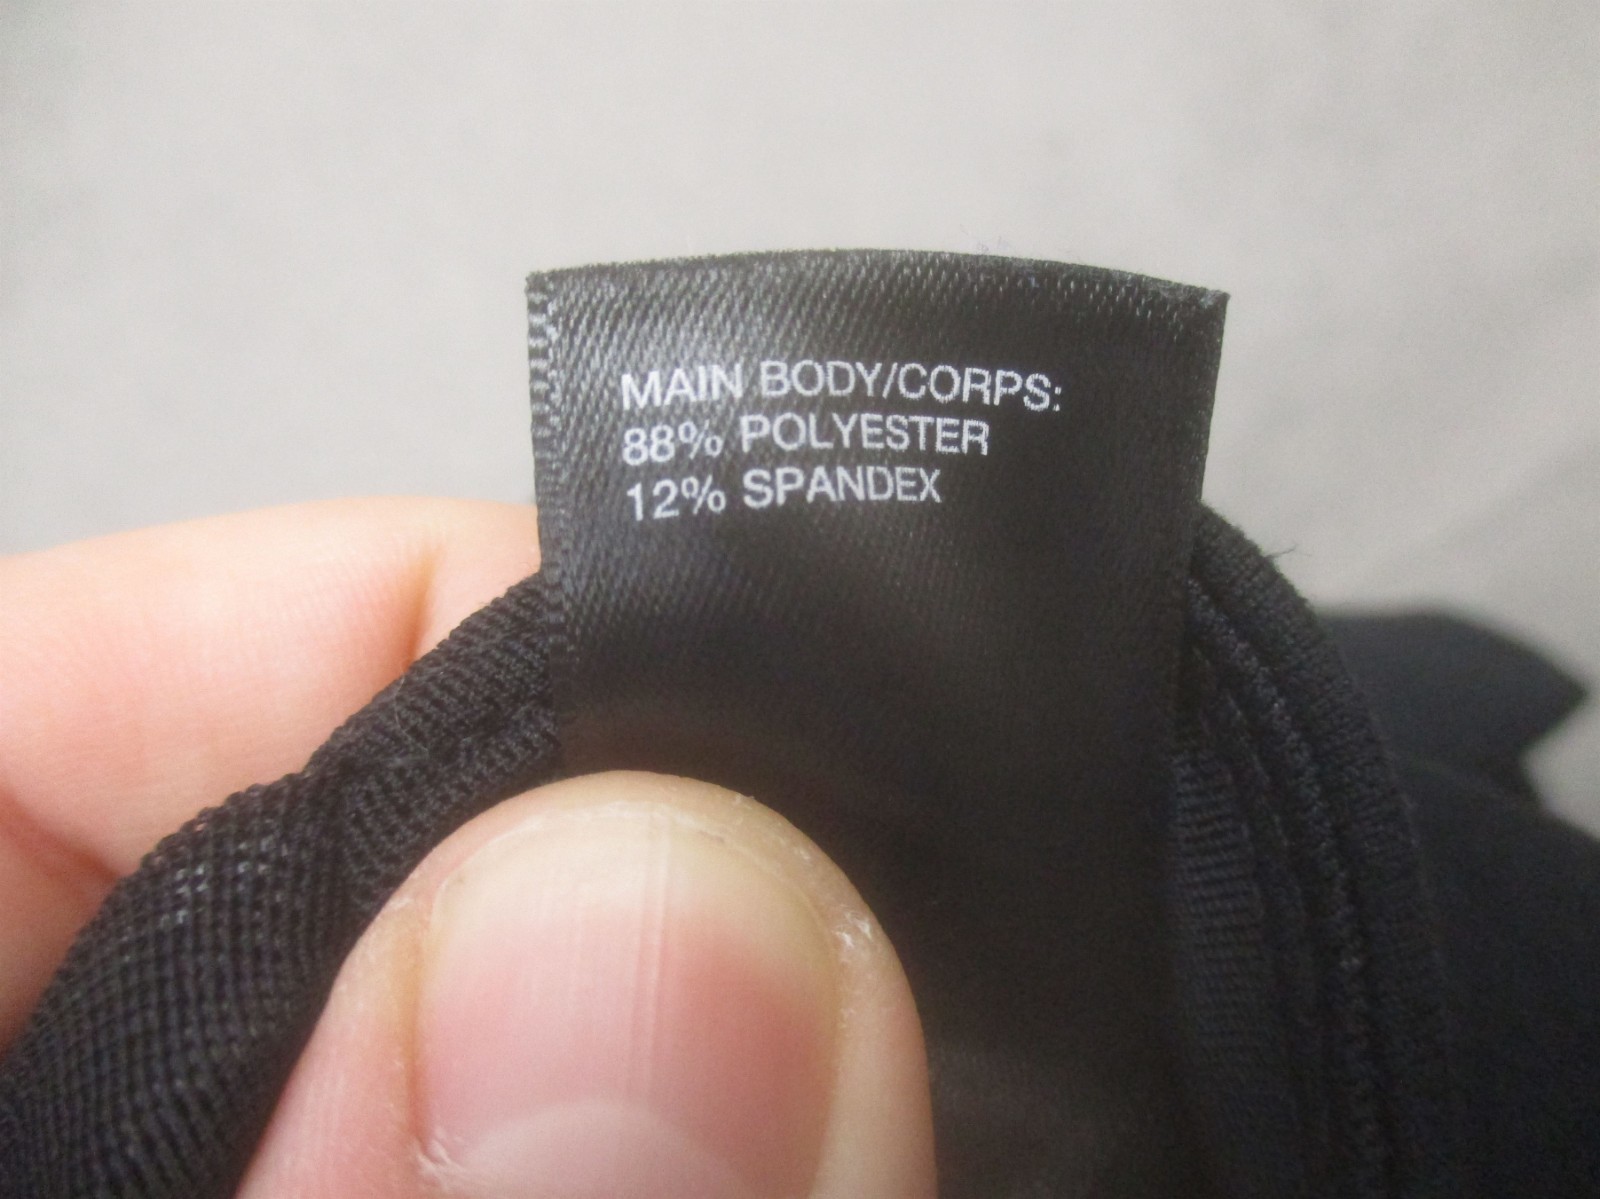 MAIN BODY/CORPS:
88% POLYESTER
12% SPANDEX